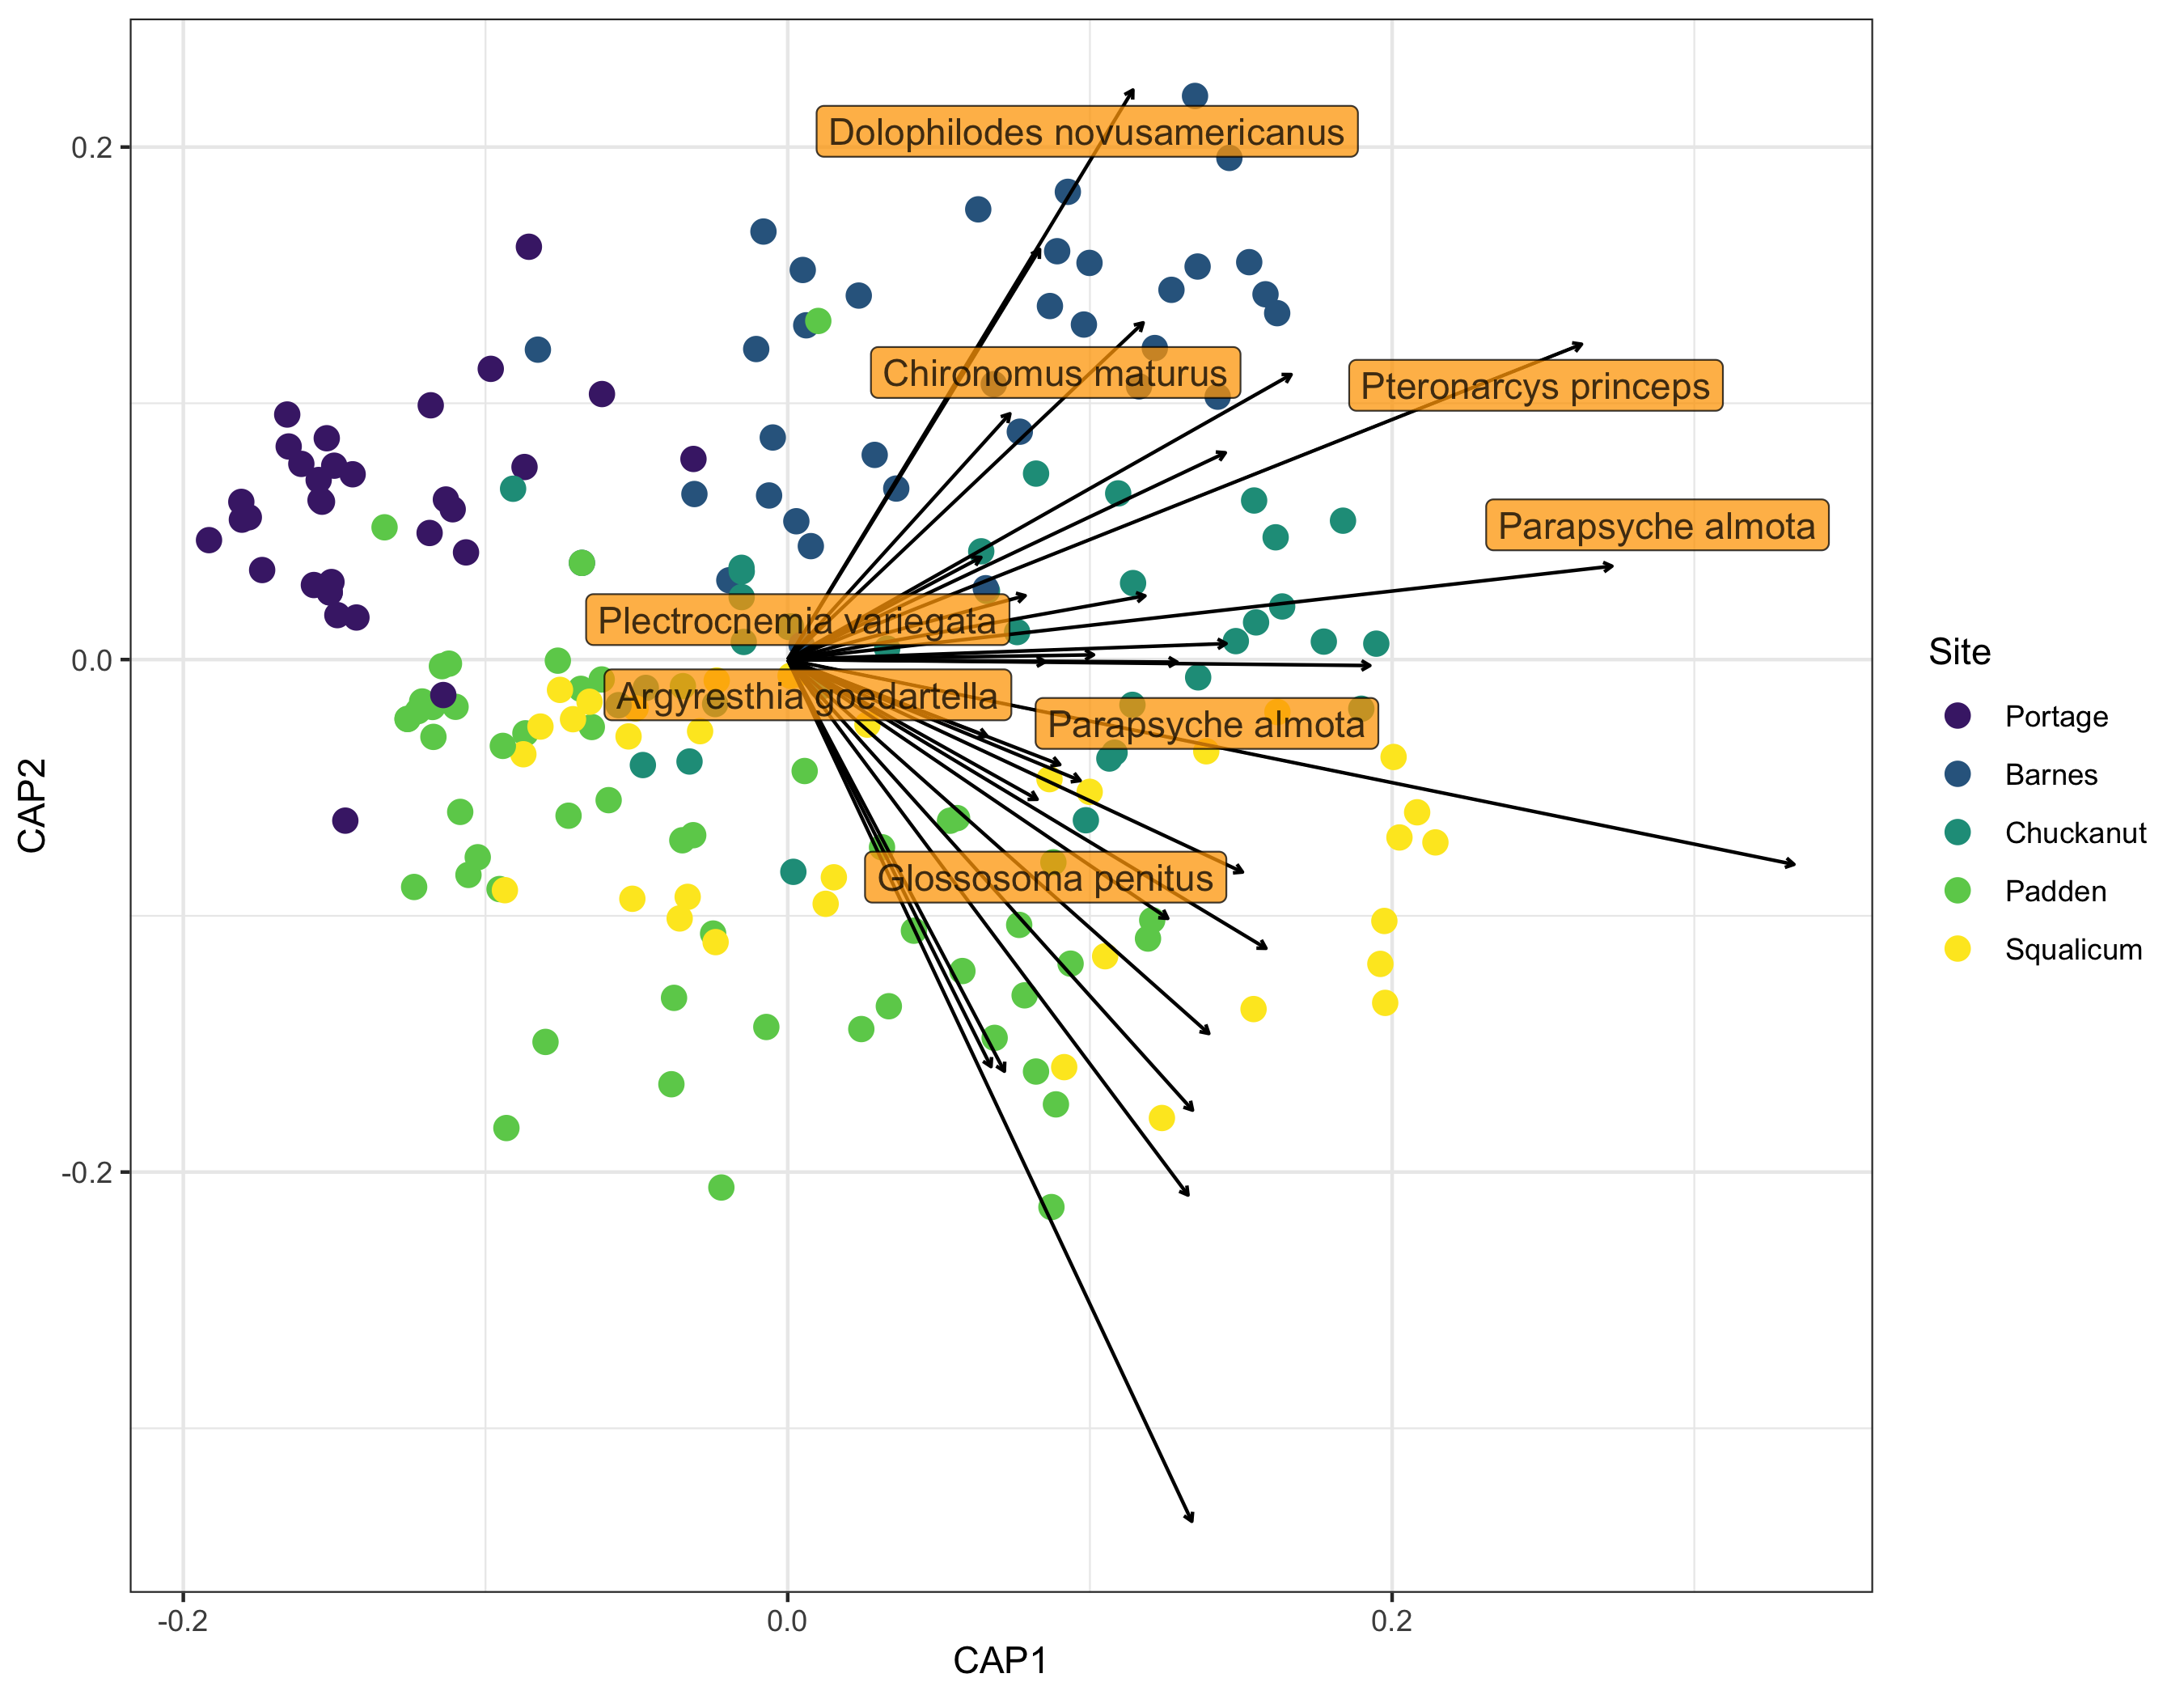 0.2
0.0
-0.2
CAP2
Dolophilodes novusamericanus
Chironomus maturus
Pteronarcys princeps
Parapsyche almota
Plectrocnemia variegata
Argyresthia goedartella
Parapsyche almota
Glossosoma penitus
-0.2
0.0
0.2
CAP1
Site
Portage
Barnes
Chuckanut
Padden
Squalicum